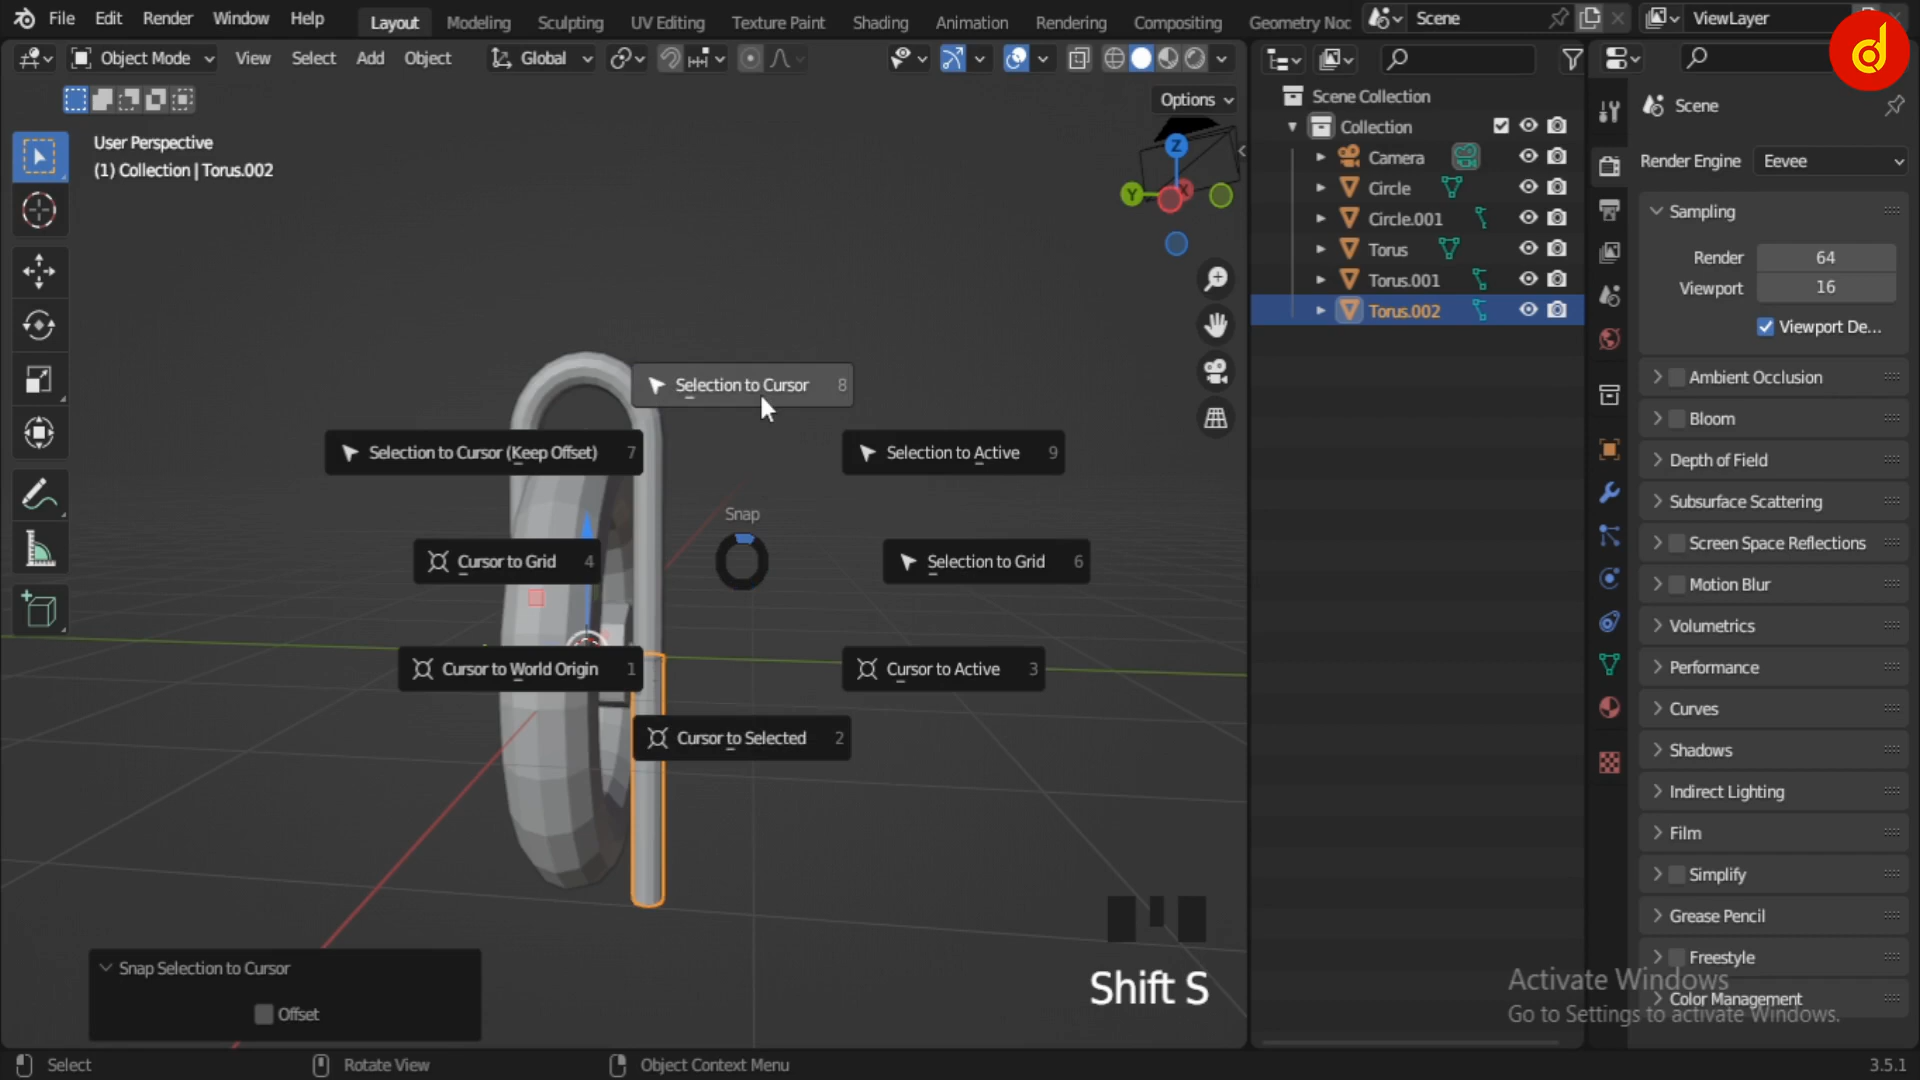 File Edit Render Window Help
Layout Modeling Sculpting UV Editing Texture Paint Shading Animation Rendering Compositing Geometry Noc
Scene
ViewLayer
Object Mode View Select Add Object Global
Options
Scene Collection
Collection
Camera
Circle
Circle.001
Torus
Torus.001
Torus.002
Scene
Render Engine Eevee
Sampling
Render 64
Viewport 16
Viewport De...
Ambient Occlusion
Bloom
Depth of Field
Subsurface Scattering
Screen Space Reflections
Motion Blur
Volumetrics
Performance
Curves
Shadows
Indirect Lighting
Film
Simplify
Grease Pencil
Freestyle
Color Management
User Perspective
(1) Collection | Torus.002
Z
Y
X
Selection to Cursor 8
Selection to Cursor (Keep Offset) 7
Selection to Active 9
Snap
Cursor to Grid 4
Selection to Grid 6
Cursor to World Origin 1
Cursor to Active 3
Cursor to Selected 2
Snap Selection to Cursor
Offset
Shift S
Activate Windows
Go to Settings to activate Windows.
Select
Rotate View
Object Context Menu
3.5.1